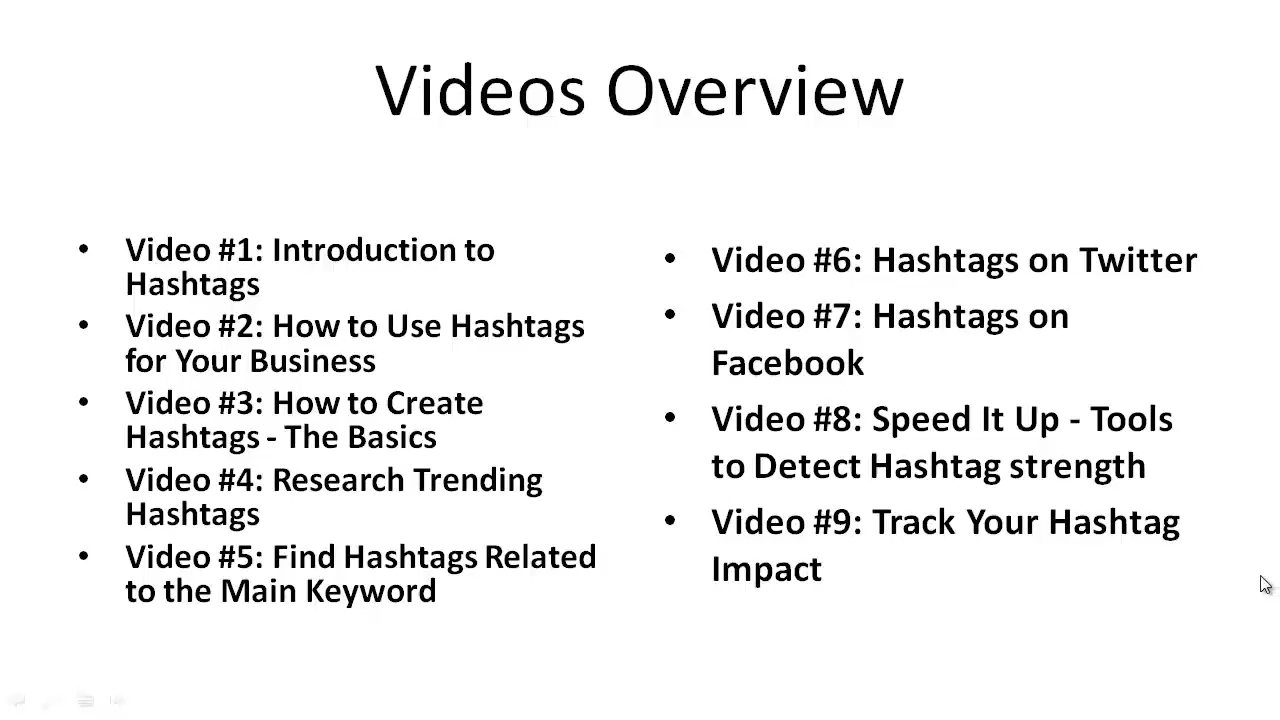 Videos Overview
• Video #1: Introduction to
Hashtags
• Video #2: How to Use Hashtags
for Your Business
• Video #3: How to Create
Hashtags - The Basics
• Video #4: Research Trending
Hashtags
• Video #5: Find Hashtags Related
to the Main Keyword
• Video #6: Hashtags on Twitter
• Video #7: Hashtags on
Facebook
• Video #8: Speed It Up - Tools
to Detect Hashtag strength
• Video #9: Track Your Hashtag
Impact